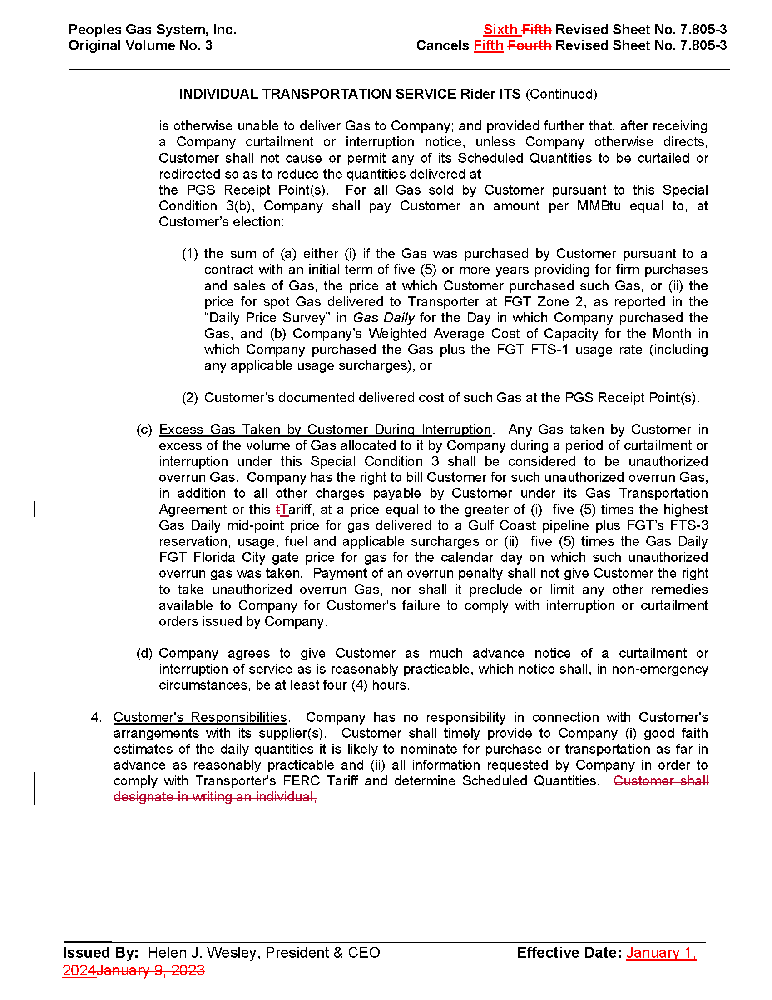 Peoples Gas System, Inc. Sixth Fifth Revised Sheet No. 7.805-3
Original Volume No. 3 Cancels Fifth Fourth Revised Sheet No. 7.805-3
INDIVIDUAL TRANSPORTATION SERVICE Rider ITS (Continued)
is otherwise unable to deliver Gas to Company; and provided further that, after receiving
a Company curtailment or interruption notice, unless Company otherwise directs,
Customer shall not cause or permit any of its Scheduled Quantities to be curtailed or
redirected so as to reduce the quantities delivered at
the PGS Receipt Point(s). For all Gas sold by Customer pursuant to this Special
Condition 3(b), Company shall pay Customer an amount per MMBtu equal to, at
Customer’s election:
(1) the sum of (a) either (i) if the Gas was purchased by Customer pursuant to a
contract with an initial term of five (5) or more years providing for firm purchases
and sales of Gas, the price at which Customer purchased such Gas, or (ii) the
price for spot Gas delivered to Transporter at FGT Zone 2, as reported in the
“Daily Price Survey” in Gas Daily for the Day in which Company purchased the
Gas, and (b) Company’s Weighted Average Cost of Capacity for the Month in
which Company purchased the Gas plus the FGT FTS-1 usage rate (including
any applicable usage surcharges), or
(2) Customer’s documented delivered cost of such Gas at the PGS Receipt Point(s).
(c) Excess Gas Taken by Customer During Interruption. Any Gas taken by Customer in
excess of the volume of Gas allocated to it by Company during a period of curtailment or
interruption under this Special Condition 3 shall be considered to be unauthorized
overrun Gas. Company has the right to bill Customer for such unauthorized overrun Gas,
in addition to all other charges payable by Customer under its Gas Transportation
Agreement or this tTariff, at a price equal to the greater of (i) five (5) times the highest
Gas Daily mid-point price for gas delivered to a Gulf Coast pipeline plus FGT’s FTS-3
reservation, usage, fuel and applicable surcharges or (ii) five (5) times the Gas Daily
FGT Florida City gate price for gas for the calendar day on which such unauthorized
overrun gas was taken. Payment of an overrun penalty shall not give Customer the right
to take unauthorized overrun Gas, nor shall it preclude or limit any other remedies
available to Company for Customer's failure to comply with interruption or curtailment
orders issued by Company.
(d) Company agrees to give Customer as much advance notice of a curtailment or
interruption of service as is reasonably practicable, which notice shall, in non-emergency
circumstances, be at least four (4) hours.
4. Customer's Responsibilities. Company has no responsibility in connection with Customer's
arrangements with its supplier(s). Customer shall timely provide to Company (i) good faith
estimates of the daily quantities it is likely to nominate for purchase or transportation as far in
advance as reasonably practicable and (ii) all information requested by Company in order to
comply with Transporter's FERC Tariff and determine Scheduled Quantities. Customer shall
designate in writing an individual,
Issued By: Helen J. Wesley, President & CEO Effective Date: January 1,
2024January 9, 2023